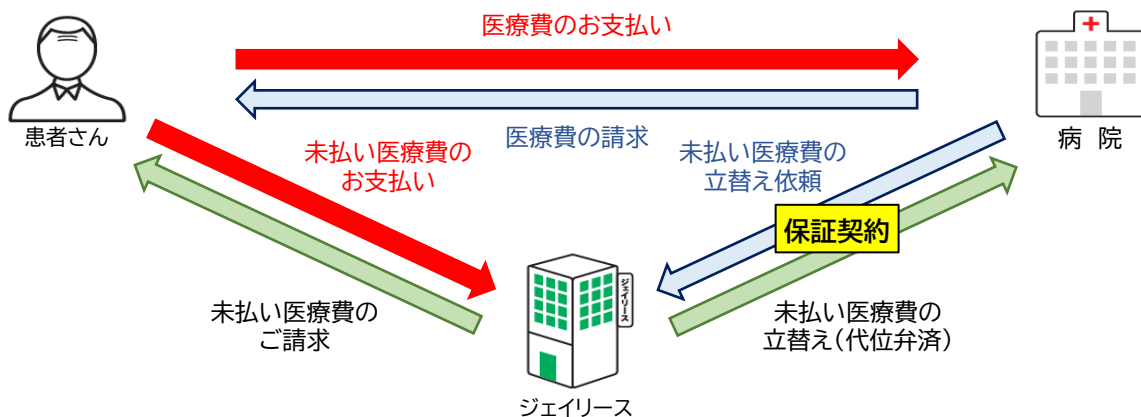 医療費のお支払い
患者さん
医療費の請求
病 院
未払い医療費の
お支払い
未払い医療費の
立替え依頼
保証契約
ジェイリース
未払い医療費の
ご請求
未払い医療費の
立替え(代位弁済)
ジェイリース